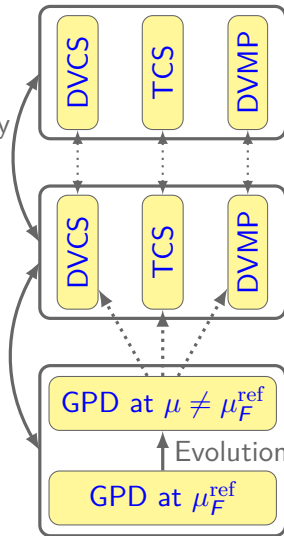 DVCS TCS DVMP
y
DVCS TCS DVMP
GPD at μ ≠ μ_F^ref
Evolution
GPD at μ_F^ref